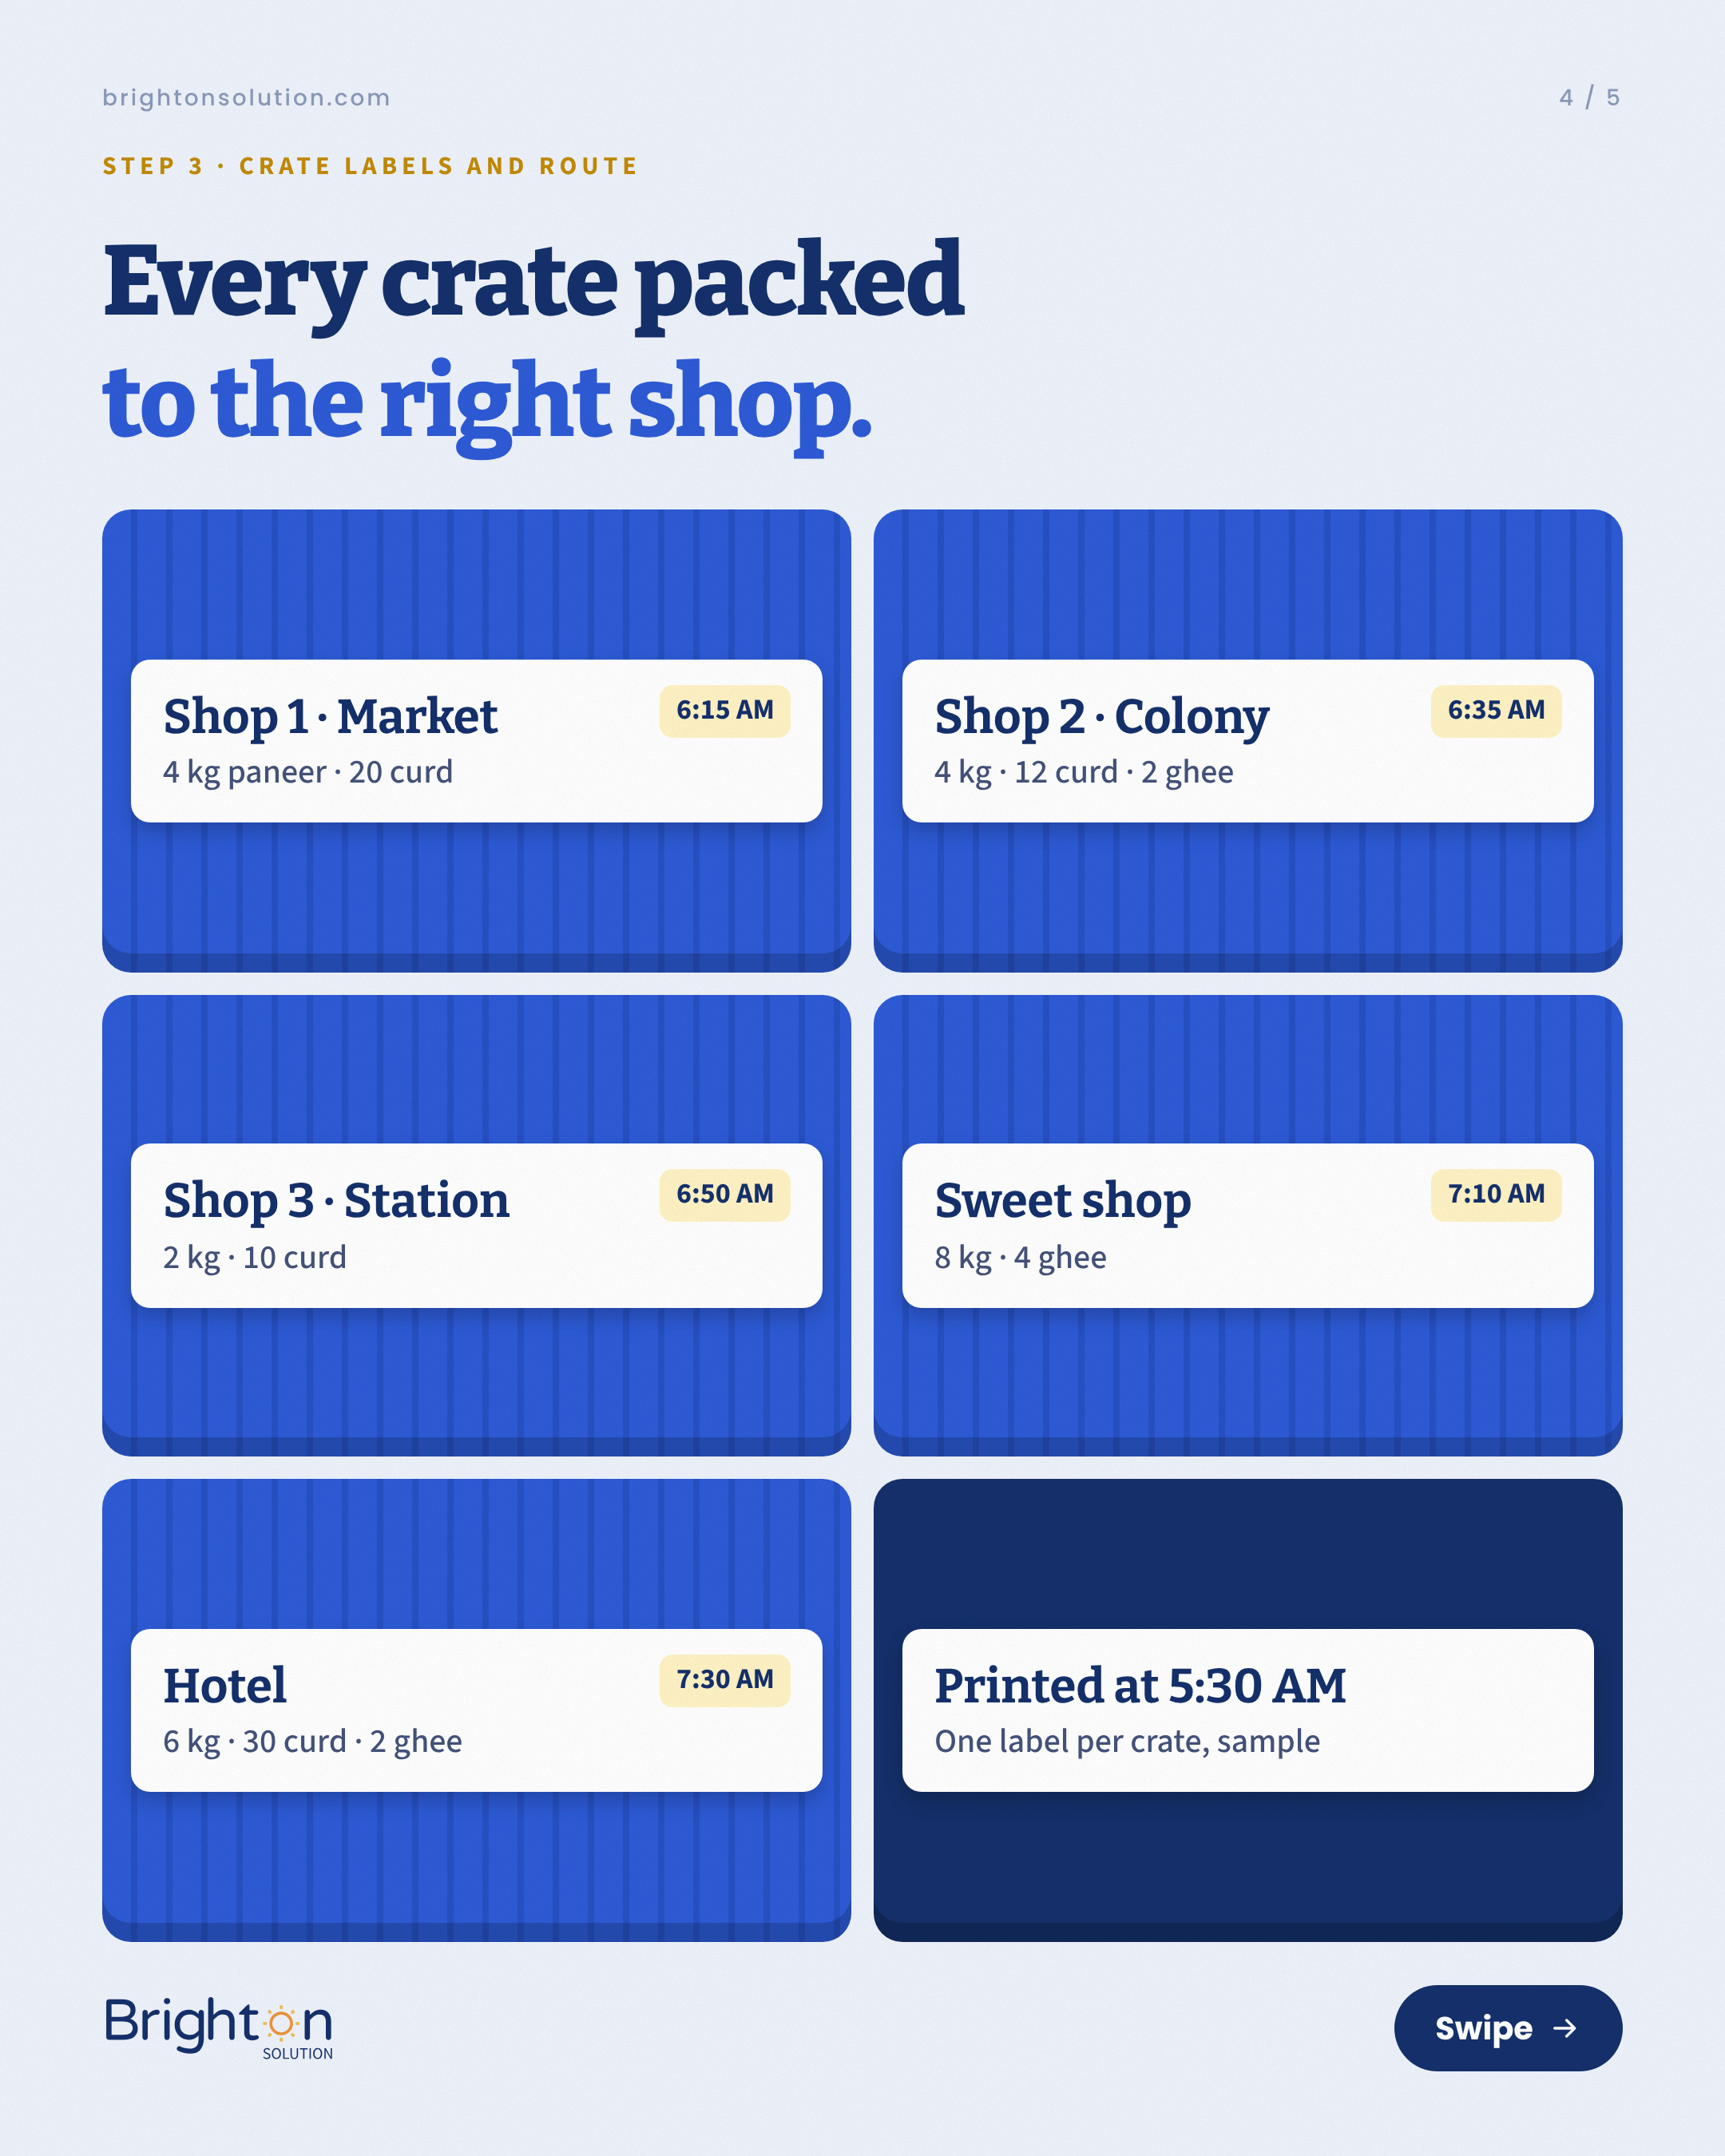 brightonsolution.com
4 / 5
STEP 3 · CRATE LABELS AND ROUTE
Every crate packed
to the right shop.
Shop 1 · Market
6:15 AM
4 kg paneer · 20 curd
Shop 2 · Colony
6:35 AM
4 kg · 12 curd · 2 ghee
Shop 3 · Station
6:50 AM
2 kg · 10 curd
Sweet shop
7:10 AM
8 kg · 4 ghee
Hotel
7:30 AM
6 kg · 30 curd · 2 ghee
Printed at 5:30 AM
One label per crate, sample
Brighton
SOLUTION
Swipe →